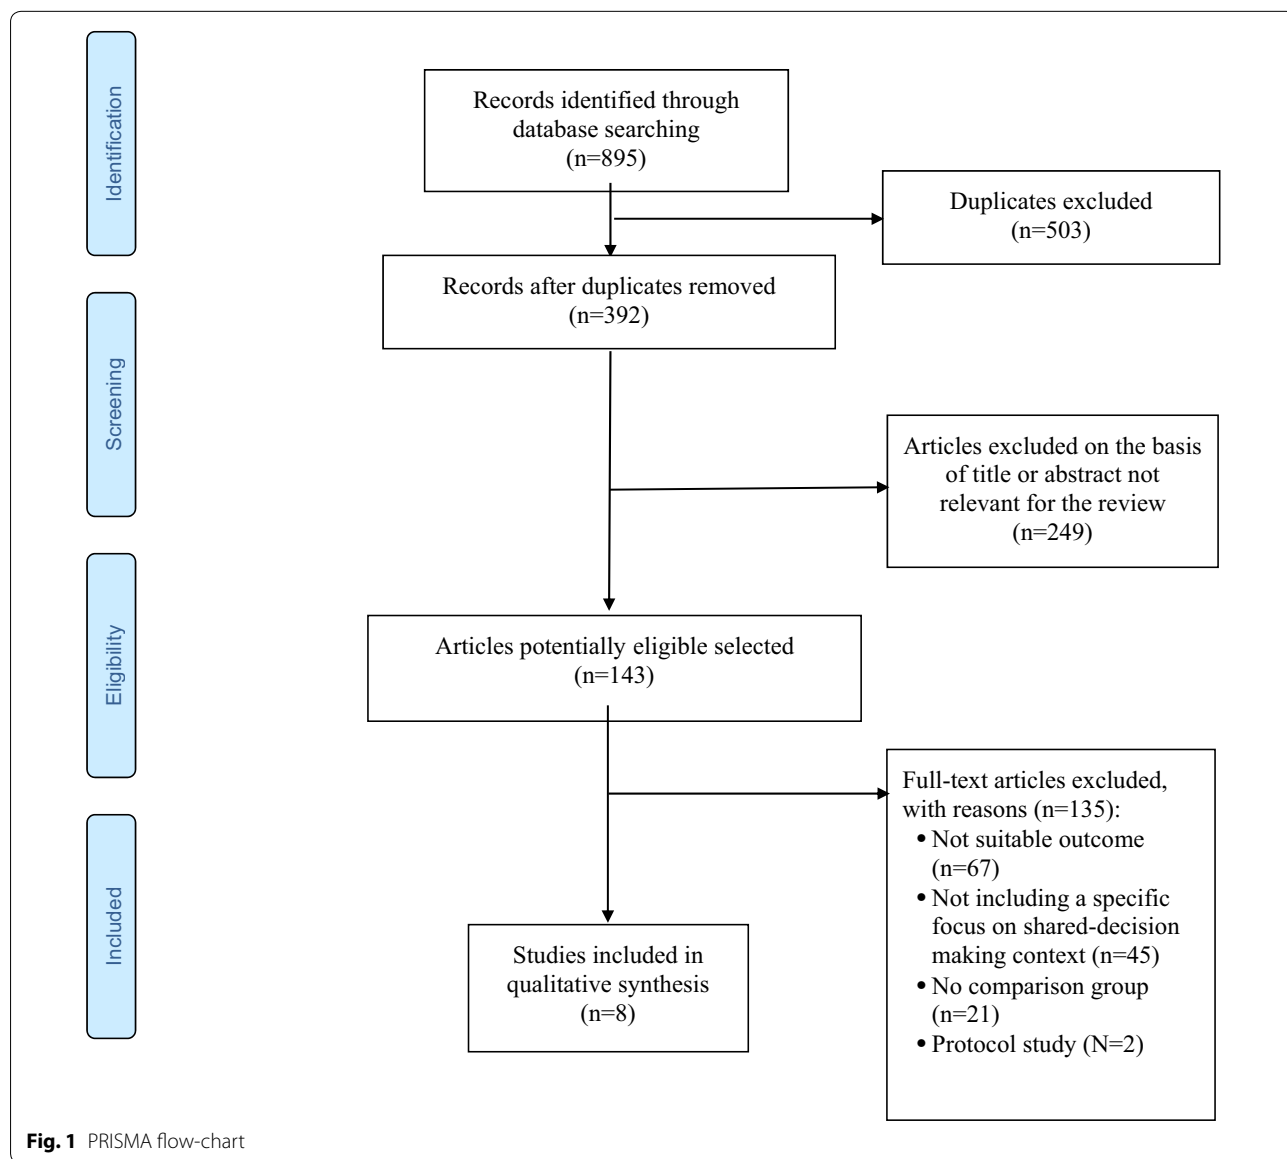 Identification
Records identified through
database searching
(n=895)
Duplicates excluded
(n=503)
Records after duplicates removed
(n=392)
Screening
Articles excluded on the basis
of title or abstract not
relevant for the review
(n=249)
Eligibility
Articles potentially eligible selected
(n=143)
Full-text articles excluded,
with reasons (n=135):
• Not suitable outcome
(n=67)
• Not including a specific
focus on shared-decision
making context (n=45)
• No comparison group
(n=21)
• Protocol study (N=2)
Included
Studies included in
qualitative synthesis
(n=8)
Fig. 1 PRISMA flow-chart